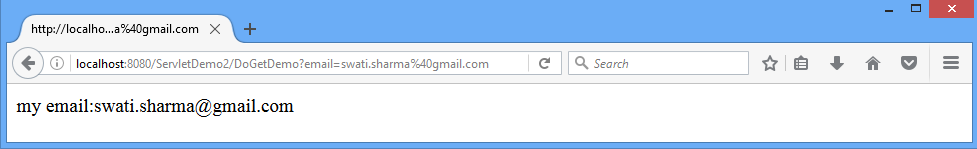 http://localho...a%40gmail.com
localhost:8080/ServletDemo2/DoGetDemo?email=swati.sharma%40gmail.com
Search
my email:swati.sharma@gmail.com